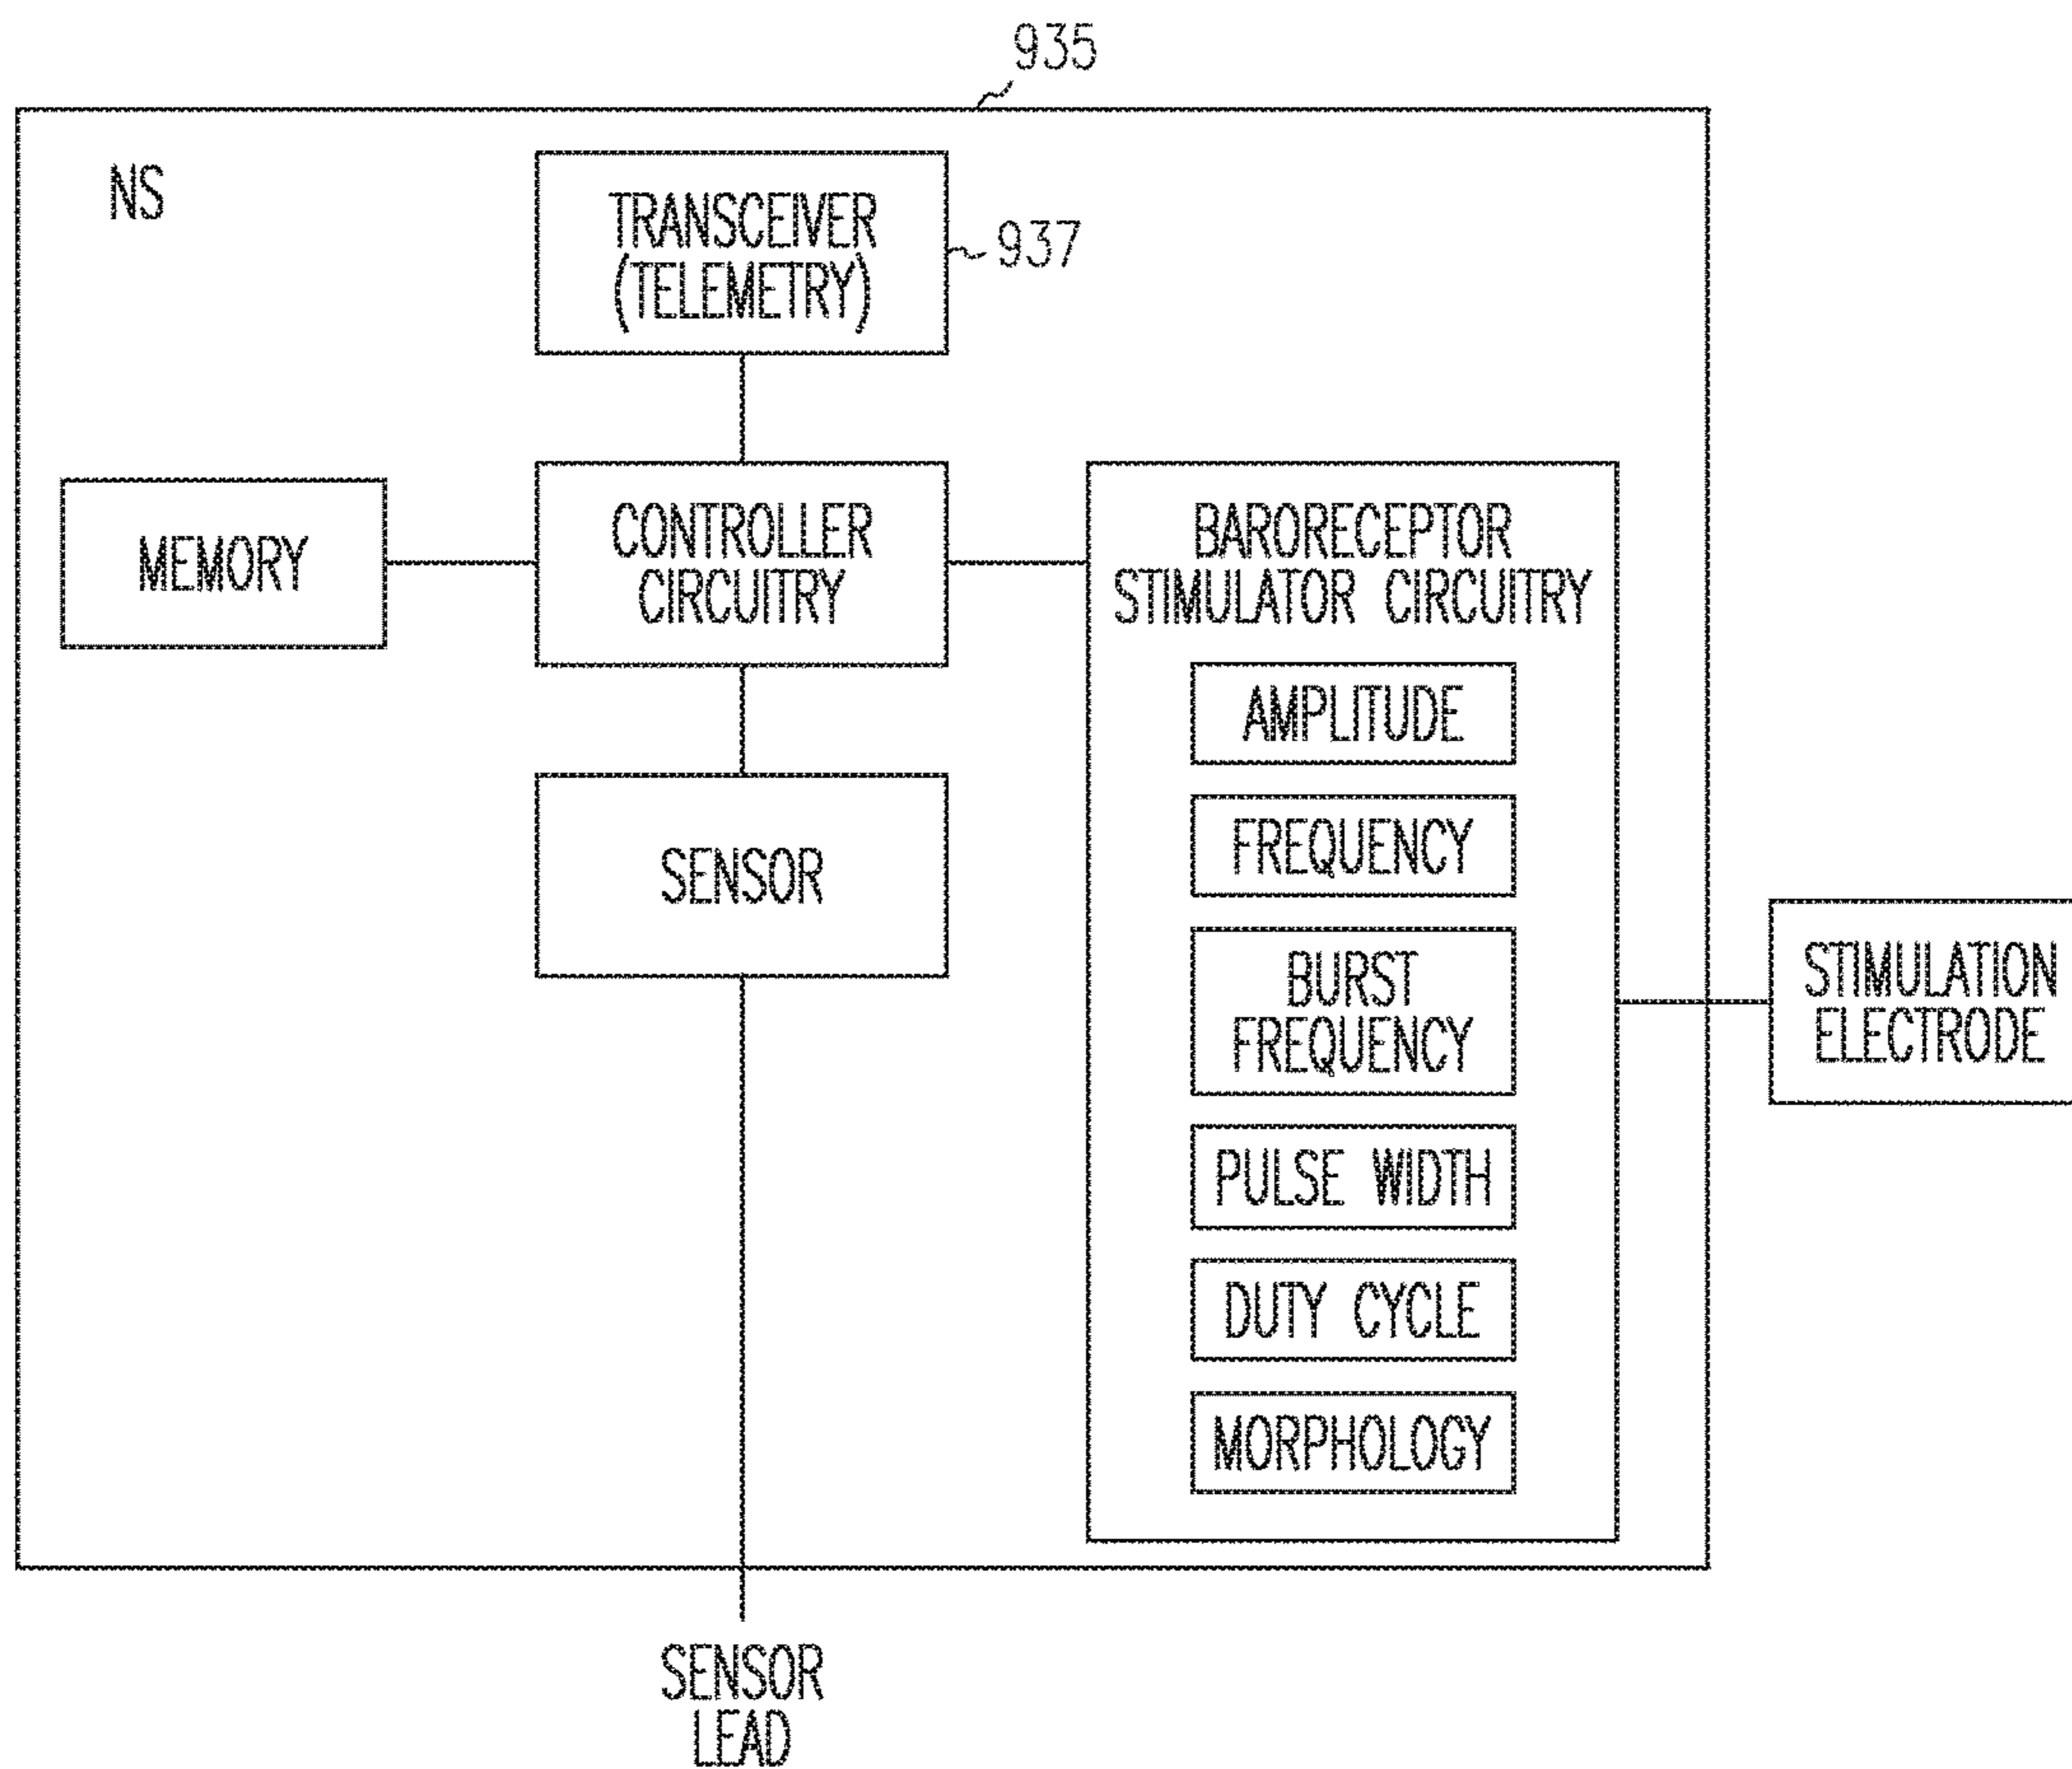 935
NS
TRANSCEIVER
(TELEMETRY)
937
MEMORY
CONTROLLER
CIRCUITRY
BARORECEPTOR
STIMULATOR CIRCUITRY
AMPLITUDE
FREQUENCY
SENSOR
BURST
FREQUENCY
STIMULATION
ELECTRODE
PULSE WIDTH
DUTY CYCLE
MORPHOLOGY
SENSOR
LEAD